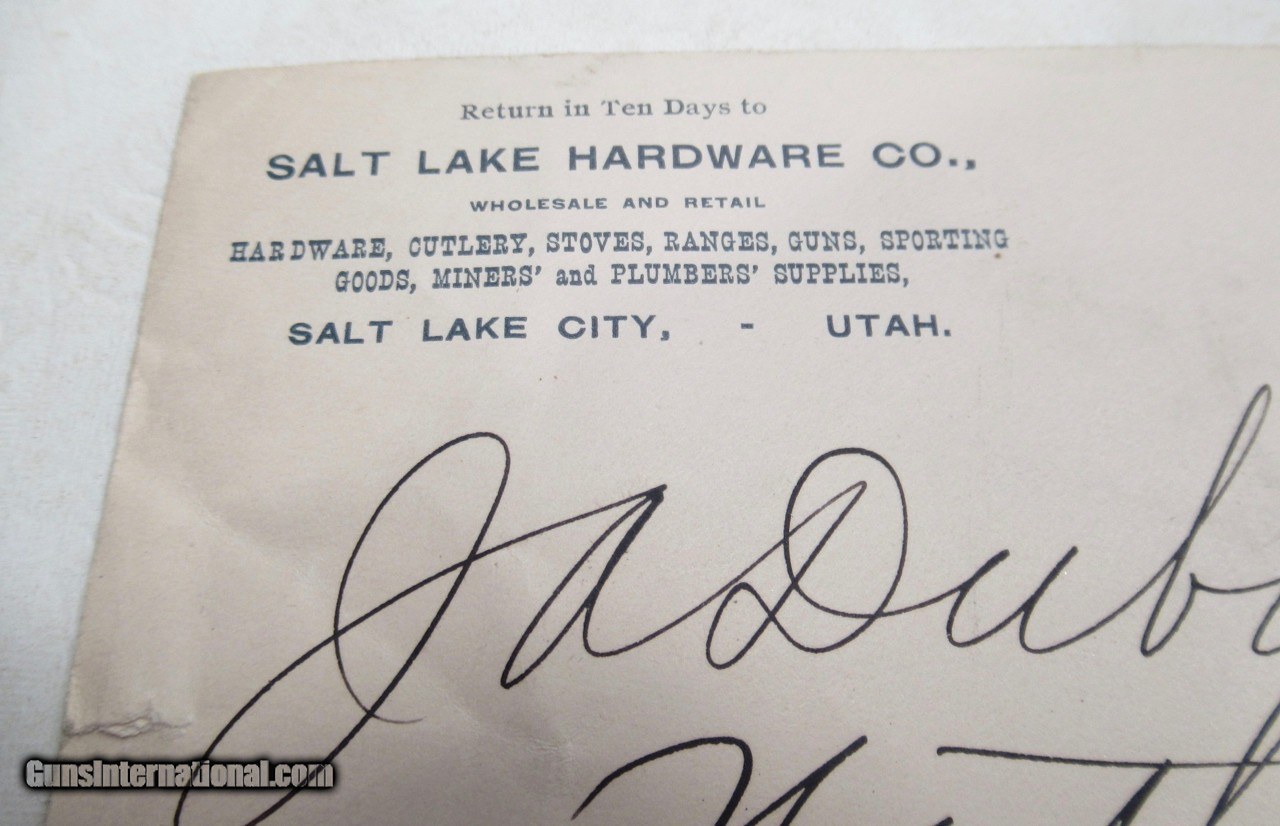 Return in Ten Days to
SALT LAKE HARDWARE CO.,
WHOLESALE AND RETAIL
HARDWARE, CUTLERY, STOVES, RANGES, GUNS, SPORTING
GOODS, MINERS' and PLUMBERS' SUPPLIES,
SALT LAKE CITY, - UTAH.
J A Dub
GunsInternational.com